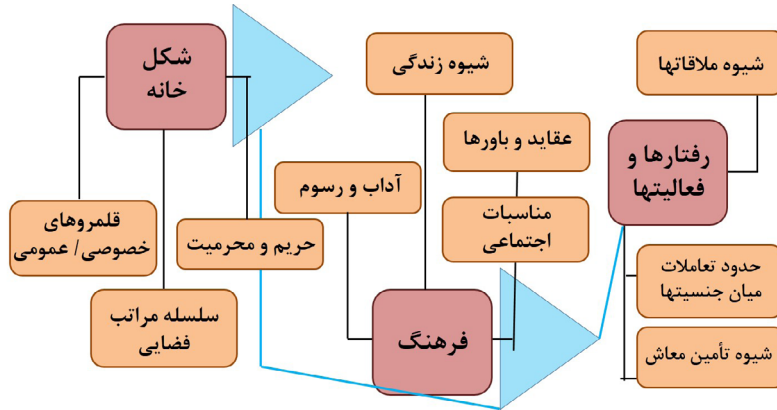 شکل
خانه
شیوه زندگی
شیوه ملاقاتها
عقاید و باورها
رفتارها و
فعالیتها
آداب و رسوم
قلمروهای
خصوصی/ عمومی
حریم و محرمیت
مناسبات
اجتماعی
حدود تعاملات
میان جنسیتها
سلسله مراتب
فضایی
فرهنگ
شیوه تأمین معاش